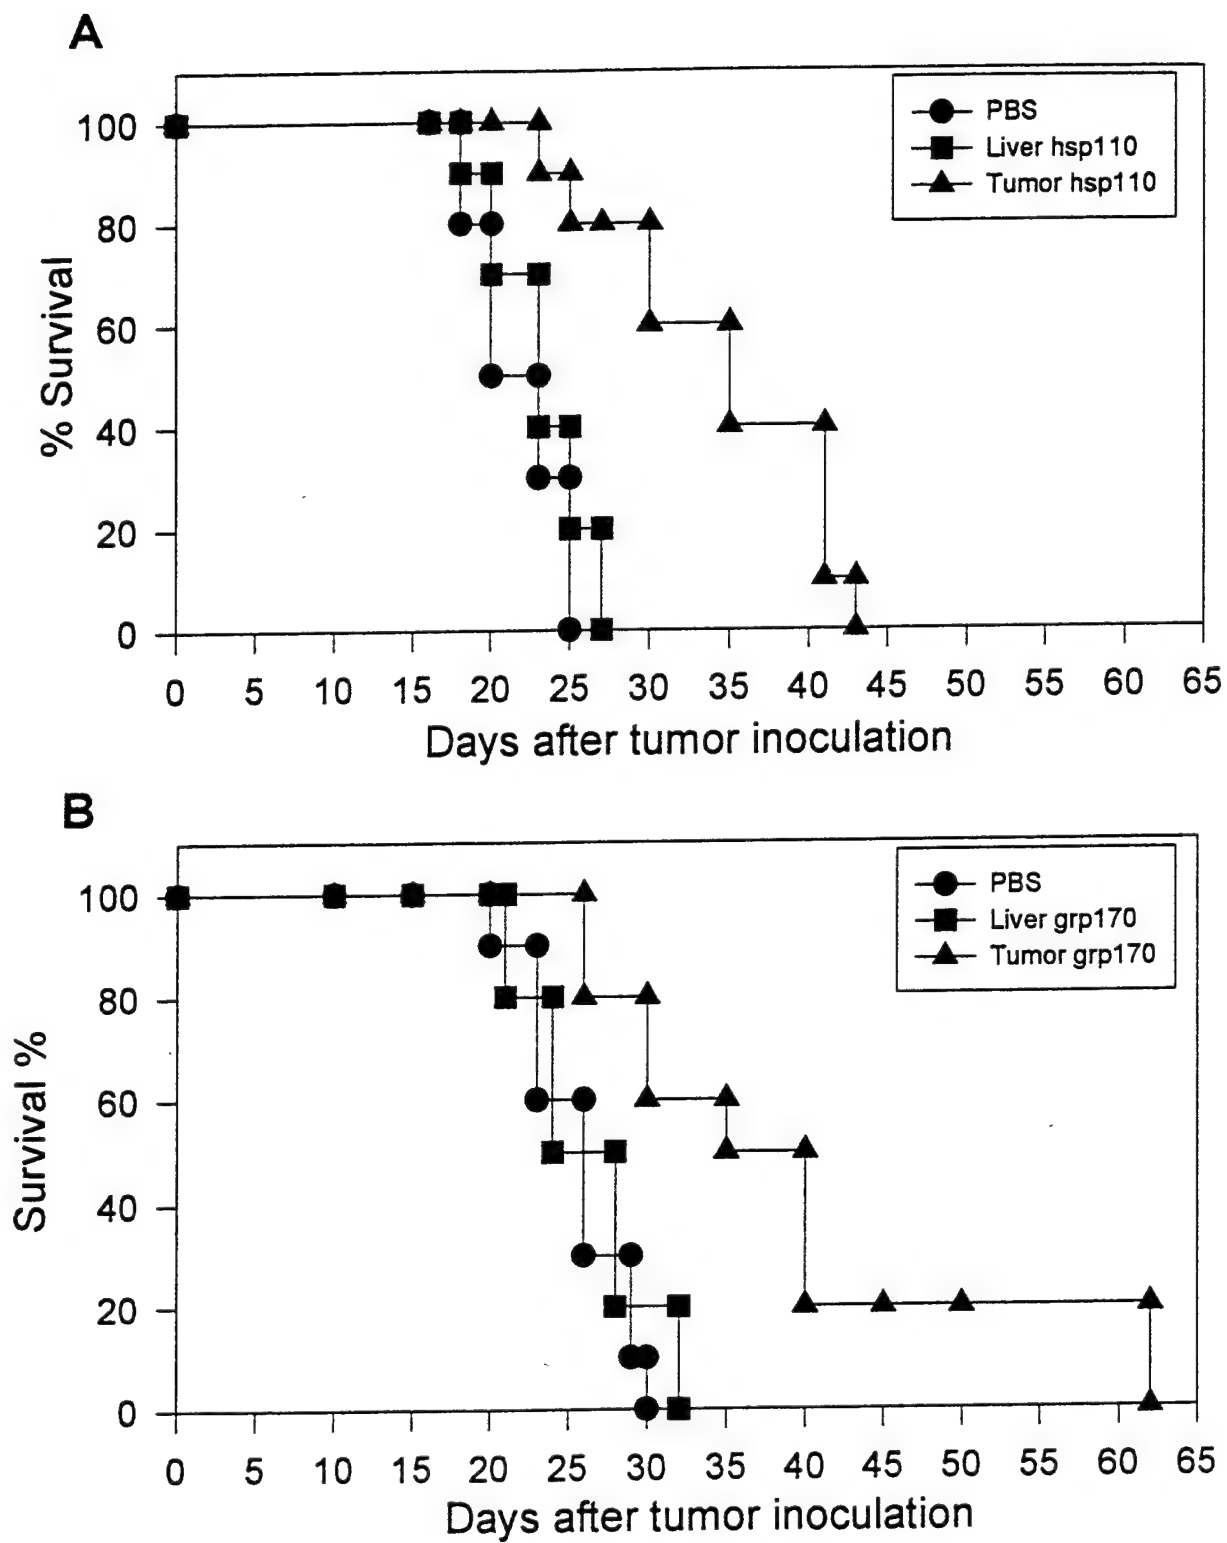 A
PBS
Liver hsp110
Tumor hsp110
% Survival
100
80
60
40
20
0
0 5 10 15 20 25 30 35 40 45 50 55 60 65
Days after tumor inoculation
B
PBS
Liver grp170
Tumor grp170
Survival %
100
80
60
40
20
0
0 5 10 15 20 25 30 35 40 45 50 55 60 65
Days after tumor inoculation